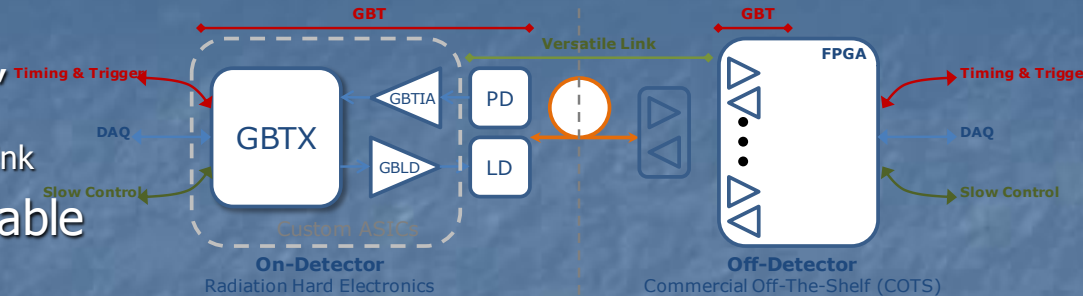 GBT
GBT
Versatile Link
FPGA
Timing & Trigger
Timing & Trigge
GBTIA
PD
DAQ
GBTX
DAQ
nk
GBLD
LD
Slow Control
Slow Control
able
Custom ASICs
On-Detector
Off-Detector
Radiation Hard Electronics
Commercial Off-The-Shelf (COTS)